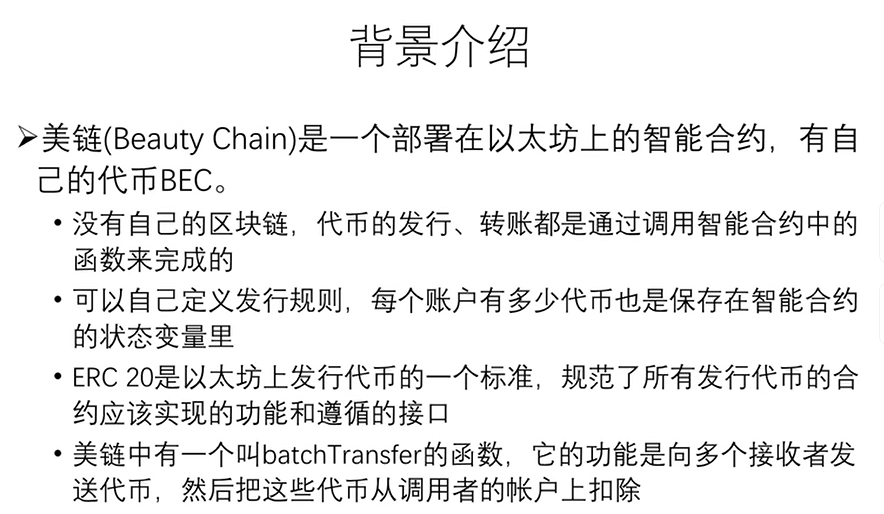 背景介绍
➢美链(Beauty Chain)是一个部署在以太坊上的智能合约，有自
己的代币BEC。
• 没有自己的区块链，代币的发行、转账都是通过调用智能合约中的
函数来完成的
• 可以自己定义发行规则，每个账户有多少代币也是保存在智能合约
的状态变量里
• ERC 20是以太坊上发行代币的一个标准，规范了所有发行代币的合
约应该实现的功能和遵循的接口
• 美链中有一个叫batchTransfer的函数，它的功能是向多个接收者发
送代币，然后把这些代币从调用者的帐户上扣除